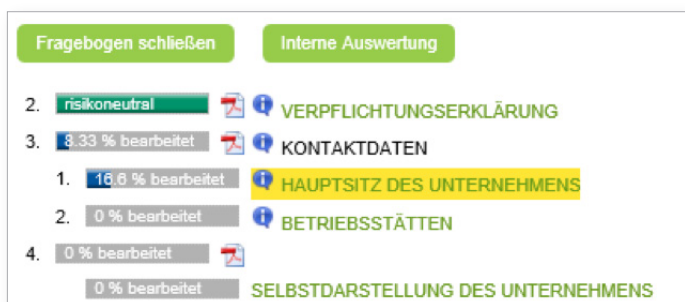 Fragebogen schließen Interne Auswertung
2. risikoneutral VERPFLICHTUNGSERKLÄRUNG
3. 8.33 % bearbeitet KONTAKTDATEN
1. 16.6 % bearbeitet HAUPTSITZ DES UNTERNEHMENS
2. 0 % bearbeitet BETRIEBSSTÄTTEN
4. 0 % bearbeitet
0 % bearbeitet SELBSTDARSTELLUNG DES UNTERNEHMENS